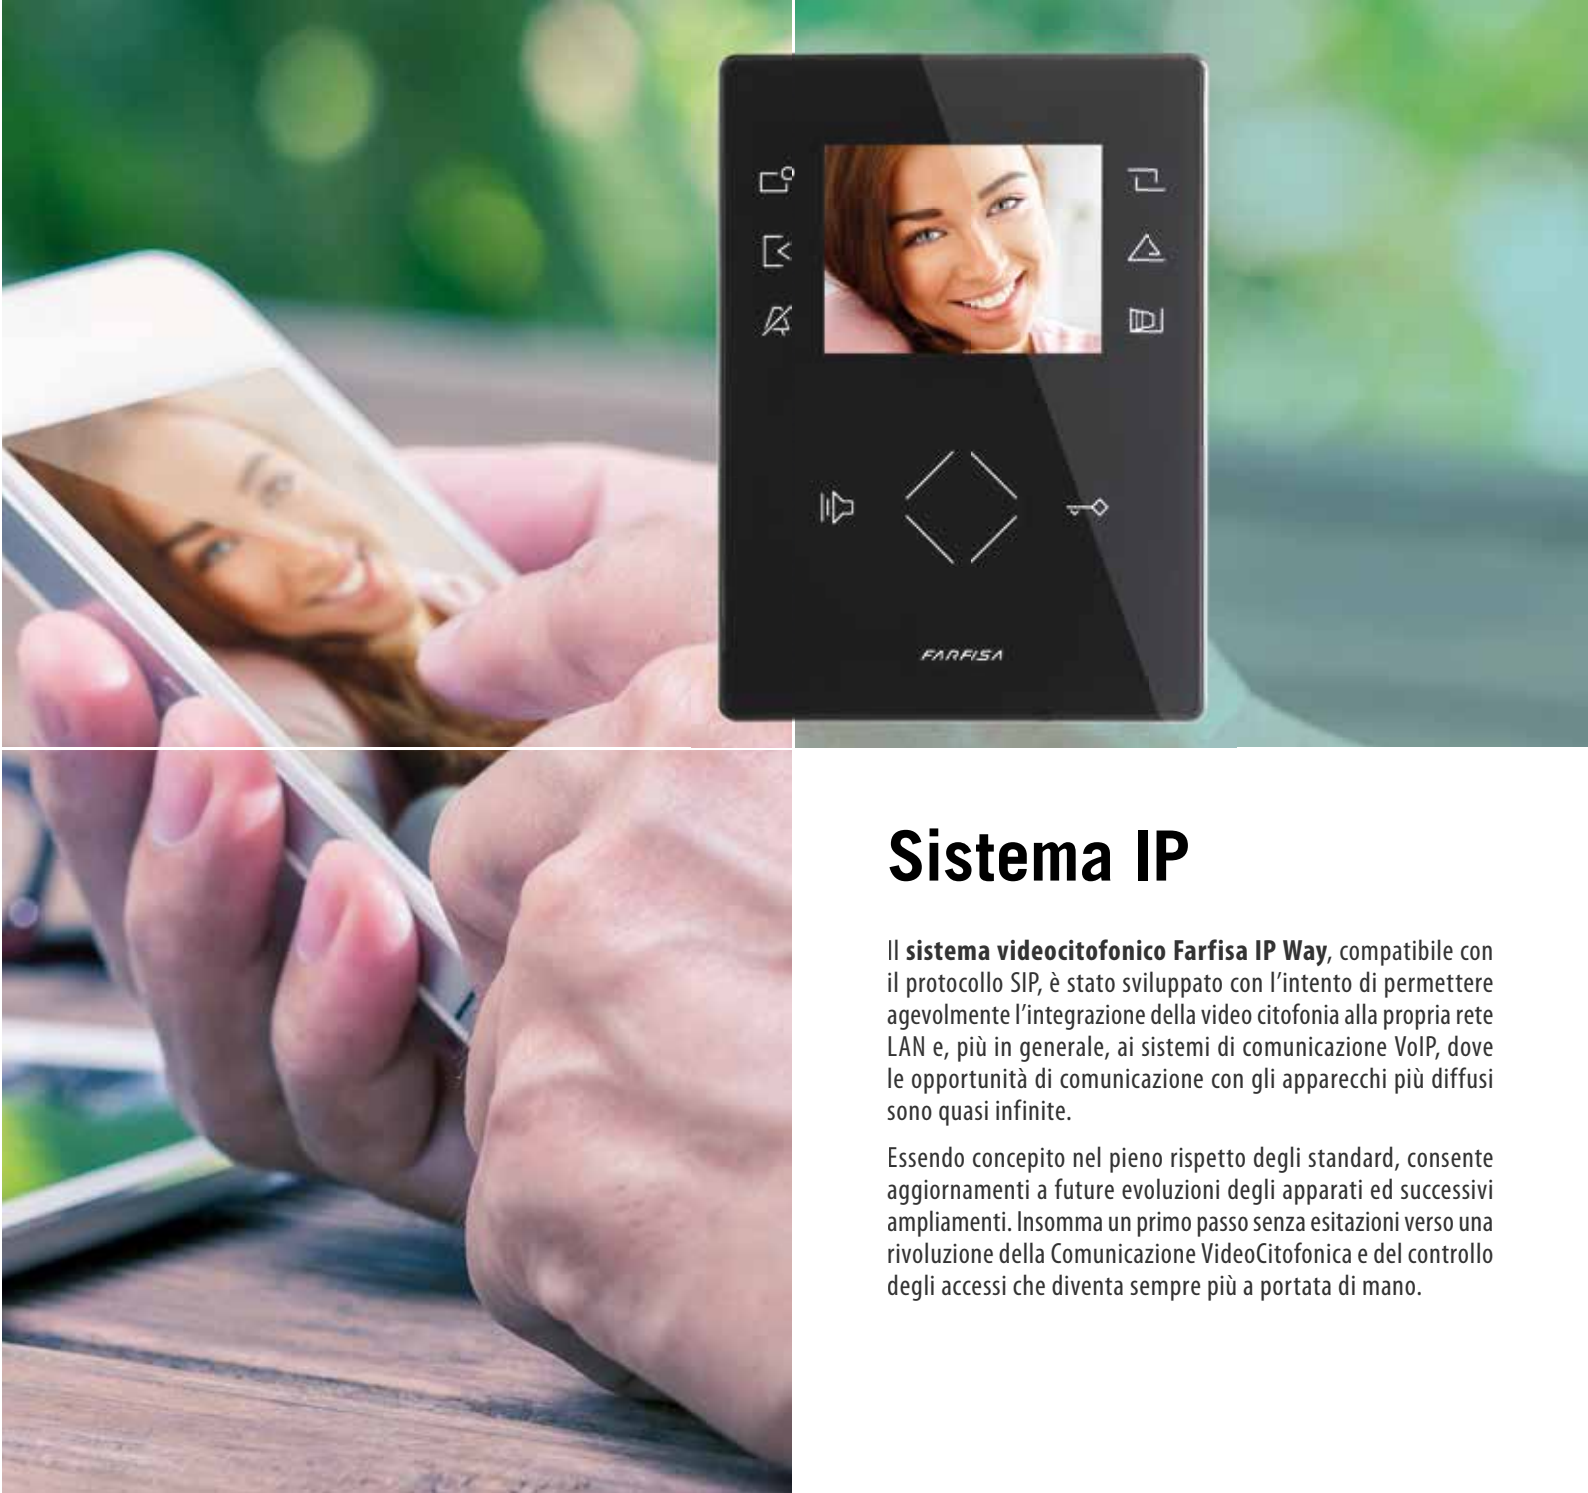 FARFISA
Sistema IP
Il sistema videocitofonico Farfisa IP Way, compatibile con
il protocollo SIP, è stato sviluppato con l’intento di permettere
agevolmente l’integrazione della video citofonia alla propria rete
LAN e, più in generale, ai sistemi di comunicazione VoIP, dove
le opportunità di comunicazione con gli apparecchi più diffusi
sono quasi infinite.
Essendo concepito nel pieno rispetto degli standard, consente
aggiornamenti a future evoluzioni degli apparati ed successivi
ampliamenti. Insomma un primo passo senza esitazioni verso una
rivoluzione della Comunicazione VideoCitofonica e del controllo
degli accessi che diventa sempre più a portata di mano.